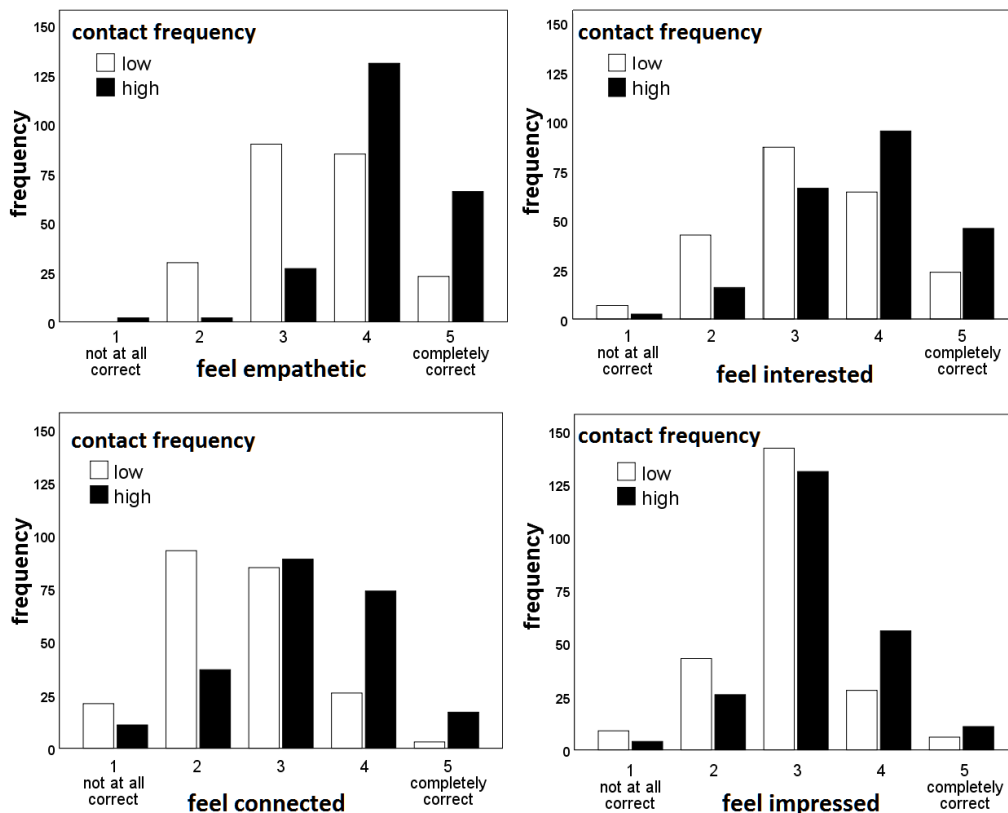 contact frequency
low
high
frequency
150
125
100
75
50
25
0
1
2
3
4
5
not at all
correct
completely
correct
feel empathetic
contact frequency
low
high
frequency
150
125
100
75
50
25
0
1
2
3
4
5
not at all
correct
completely
correct
feel interested
contact frequency
low
high
frequency
150
125
100
75
50
25
0
1
2
3
4
5
not at all
correct
completely
correct
feel connected
contact frequency
low
high
frequency
150
125
100
75
50
25
0
1
2
3
4
5
not at all
correct
completely
correct
feel impressed